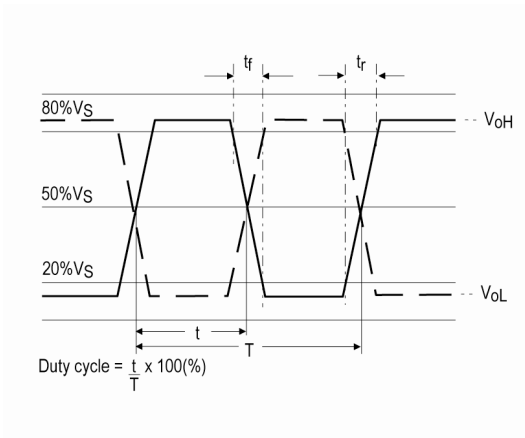 tf
tr
80%VS
VOH
50%VS
20%VS
VOL
t
T
Duty cycle = t/T x 100(%)